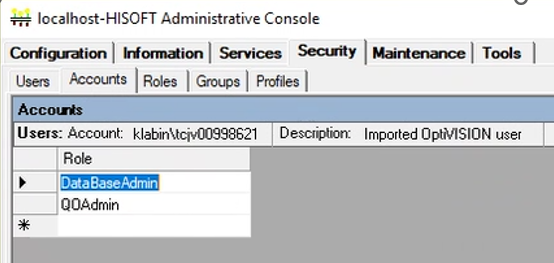 localhost-HISOFT Administrative Console
Configuration Information Services Security Maintenance Tools
Users Accounts Roles Groups Profiles
Accounts
Users: Account: klabin\tcjv00998621 Description: Imported OptiVISION user
Role
DataBaseAdmin
QOAdmin